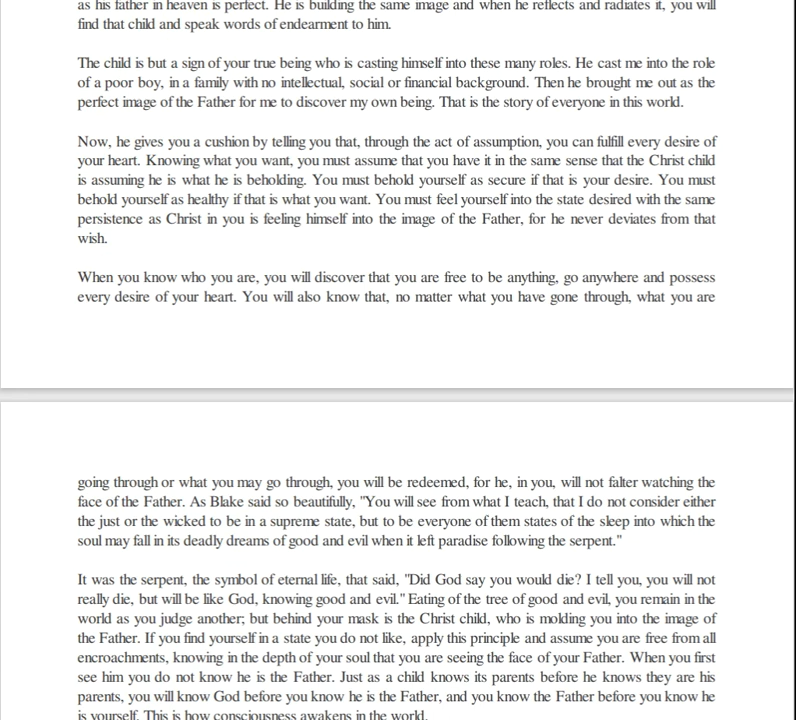 as his father in heaven is perfect. He is building the same image and when he reflects and radiates it, you will
find that child and speak words of endearment to him.
The child is but a sign of your true being who is casting himself into these many roles. He cast me into the role
of a poor boy, in a family with no intellectual, social or financial background. Then he brought me out as the
perfect image of the Father for me to discover my own being. That is the story of everyone in this world.
Now, he gives you a cushion by telling you that, through the act of assumption, you can fulfill every desire of
your heart. Knowing what you want, you must assume that you have it in the same sense that the Christ child
is assuming he is what he is beholding. You must behold yourself as secure if that is your desire. You must
behold yourself as healthy if that is what you want. You must feel yourself into the state desired with the same
persistence as Christ in you is feeling himself into the image of the Father, for he never deviates from that
wish.
When you know who you are, you will discover that you are free to be anything, go anywhere and possess
every desire of your heart. You will also know that, no matter what you have gone through, what you are
going through or what you may go through, you will be redeemed, for he, in you, will not falter watching the
face of the Father. As Blake said so beautifully, "You will see from what I teach, that I do not consider either
the just or the wicked to be in a supreme state, but to be everyone of them states of the sleep into which the
soul may fall in its deadly dreams of good and evil when it left paradise following the serpent."
It was the serpent, the symbol of eternal life, that said, "Did God say you would die? I tell you, you will not
really die, but will be like God, knowing good and evil." Eating of the tree of good and evil, you remain in the
world as you judge another; but behind your mask is the Christ child, who is molding you into the image of
the Father. If you find yourself in a state you do not like, apply this principle and assume you are free from all
encroachments, knowing in the depth of your soul that you are seeing the face of your Father. When you first
see him you do not know he is the Father. Just as a child knows its parents before he knows they are his
parents, you will know God before you know he is the Father, and you know the Father before you know he
is yourself. This is how consciousness awakens in the world.